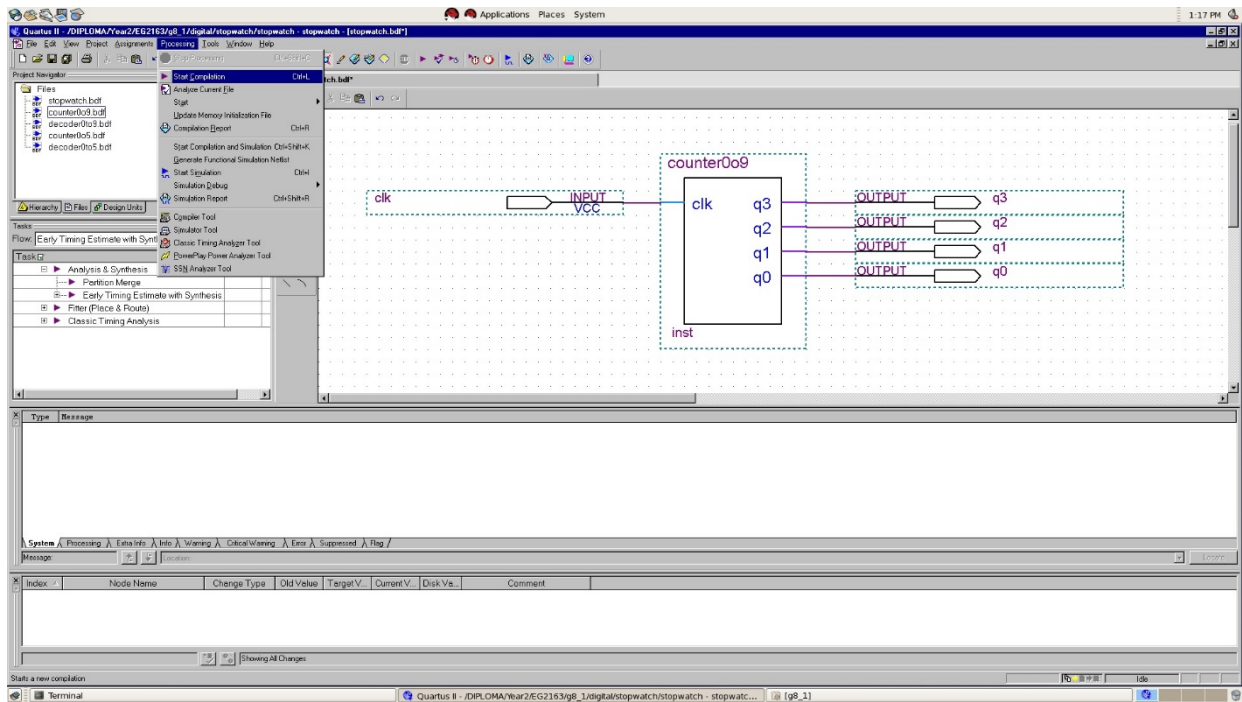 Applications Places System
1:17 PM
Quartus II - /DIPLOMA/Year2/EG2163/g8_1/digital/stopwatch/stopwatch - stopwatch - [stopwatch.bdf*]
File Edit View Project Assignments Processing Tools Window Help
Stop Processing Ctrl+Shift+C
Project Navigator
Start Compilation Ctrl+L
tch.bdf*
Files
Analyze Current File
stopwatch.bdf
Start
counter0o9.bdf
Update Memory Initialization File
decoder0to9.bdf
Compilation Report Ctrl+R
counter0o5.bdf
decoder0to5.bdf
Start Compilation and Simulation Ctrl+Shift+K
Generate Functional Simulation Netlist
Start Simulation Ctrl+I
Simulation Debug
Simulation Report Ctrl+Shift+R
Hierarchy Files Design Units
Compiler Tool
Tasks
Simulator Tool
Flow: Early Timing Estimate with Synt
Classic Timing Analyzer Tool
PowerPlay Power Analyzer Tool
Task
SSN Analyzer Tool
Analysis & Synthesis
Partition Merge
Early Timing Estimate with Synthesis
Fitter (Place & Route)
Classic Timing Analysis
counter0o9
clk
INPUT
VCC
clk q3
OUTPUT q3
q2
OUTPUT q2
q1
OUTPUT q1
q0
OUTPUT q0
inst
Type Message
System Processing Extra Info Info Warning Critical Warning Error Suppressed Flag
Message: Location: Locate
Index Node Name Change Type Old Value Target V... Current V... Disk Va... Comment
Showing All Changes
Starts a new compilation
Idle
Terminal
Quartus II - /DIPLOMA/Year2/EG2163/g8_1/digital/stopwatch/stopwatch - stopwatc...
[g8_1]